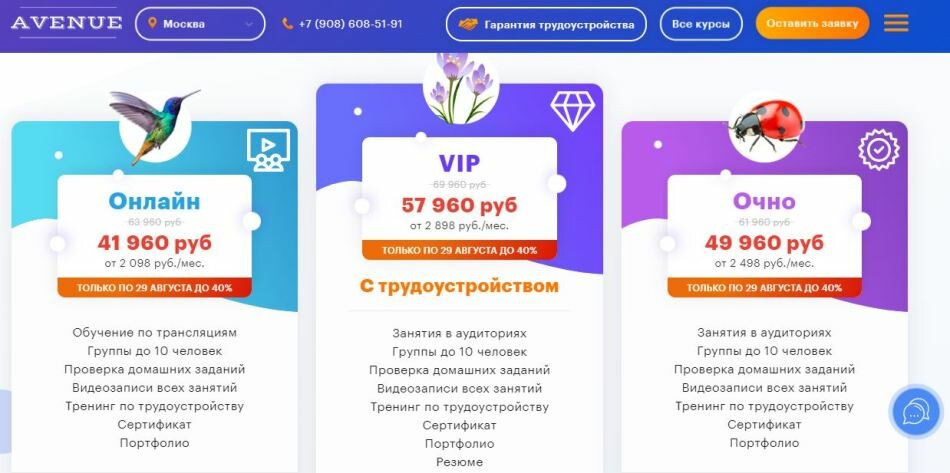 AVENUE
Москва
+7 (908) 608-51-91
Гарантия трудоустройства
Все курсы
Оставить заявку
Онлайн
63 960 руб
41 960 руб
от 2 098 руб./мес.
ТОЛЬКО ПО 29 АВГУСТА ДО 40%
Обучение по трансляциям
Группы до 10 человек
Проверка домашних заданий
Видеозаписи всех занятий
Тренинг по трудоустройству
Сертификат
Портфолио
VIP
69 960 руб
57 960 руб
от 2 898 руб./мес.
ТОЛЬКО ПО 29 АВГУСТА ДО 40%
С трудоустройством
Занятия в аудиториях
Группы до 10 человек
Проверка домашних заданий
Видеозаписи всех занятий
Тренинг по трудоустройству
Сертификат
Портфолио
Резюме
Очно
61 960 руб
49 960 руб
от 2 498 руб./мес.
ТОЛЬКО ПО 29 АВГУСТА ДО 40%
Занятия в аудиториях
Группы до 10 человек
Проверка домашних заданий
Видеозаписи всех занятий
Тренинг по трудоустройству
Сертификат
Портфолио